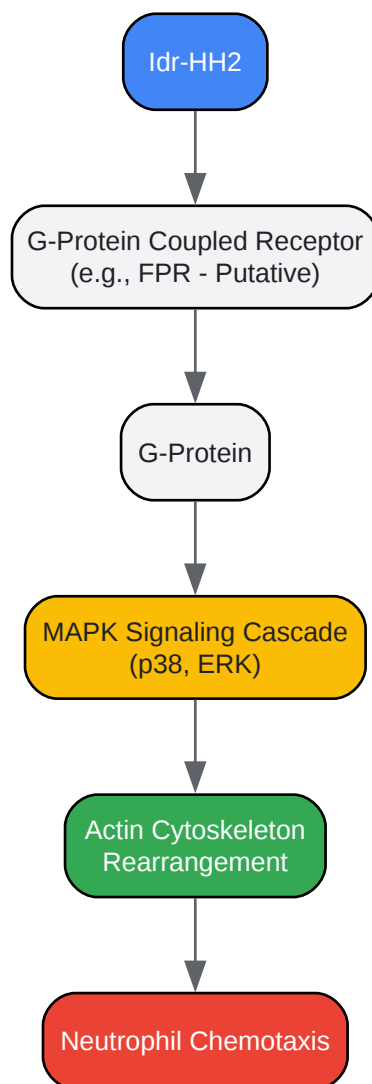 Idr-HH2
G-Protein Coupled Receptor
(e.g., FPR - Putative)
G-Protein
MAPK Signaling Cascade
(p38, ERK)
Actin Cytoskeleton
Rearrangement
Neutrophil Chemotaxis